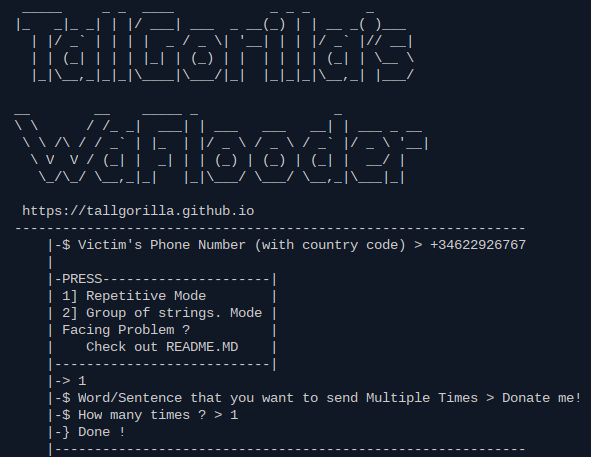 TallGorilla's
WaFlooder
https://tallgorilla.github.io
|-$ Victim's Phone Number (with country code) > +34622926767
|
|-PRESS---------------------|
| 1] Repetitive Mode |
| 2] Group of strings. Mode |
| Facing Problem ? |
| Check out README.MD |
|---------------------------|
|-> 1
|-$ Word/Sentence that you want to send Multiple Times > Donate me!
|-$ How many times ? > 1
|-} Done !